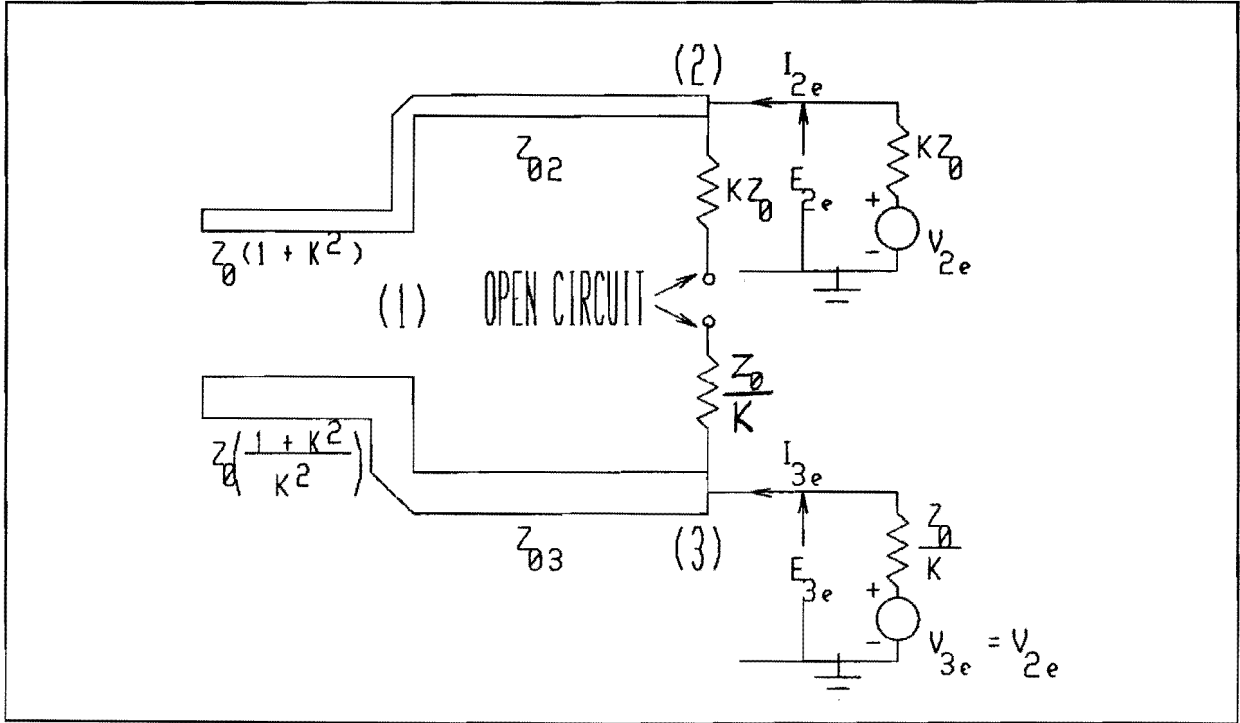 (2)
I2e
Z02
KZ0
E2e
KZ0
+
-
V2e
Z0(1 + K²)
(1)
OPEN CIRCUIT
Z0/K
Z0(1 + K²/K²)
I3e
Z03
(3)
E3e
Z0/K
+
-
V3e = V2e